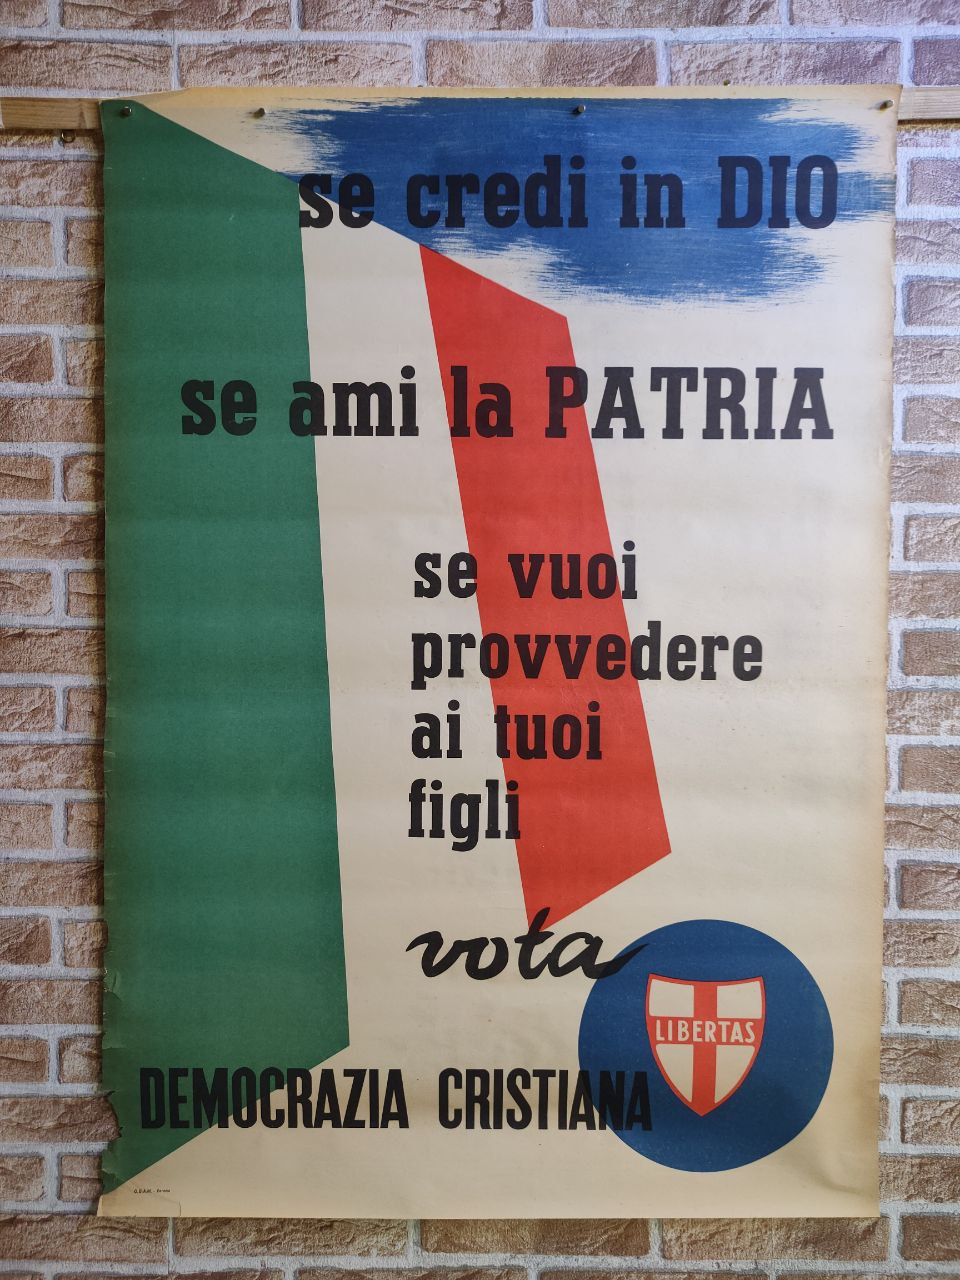 se credi in DIO
se ami la PATRIA
se vuoi
provvedere
ai tuoi
figli
vota
LIBERTAS
DEMOCRAZIA CRISTIANA